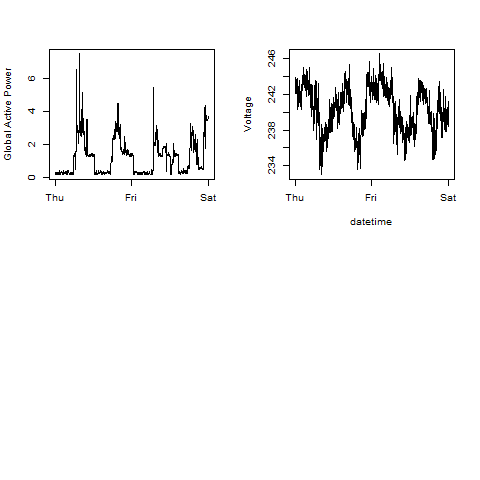 Global Active Power
0
2
4
6
Thu
Fri
Sat
Voltage
234
238
242
246
Thu
Fri
Sat
datetime